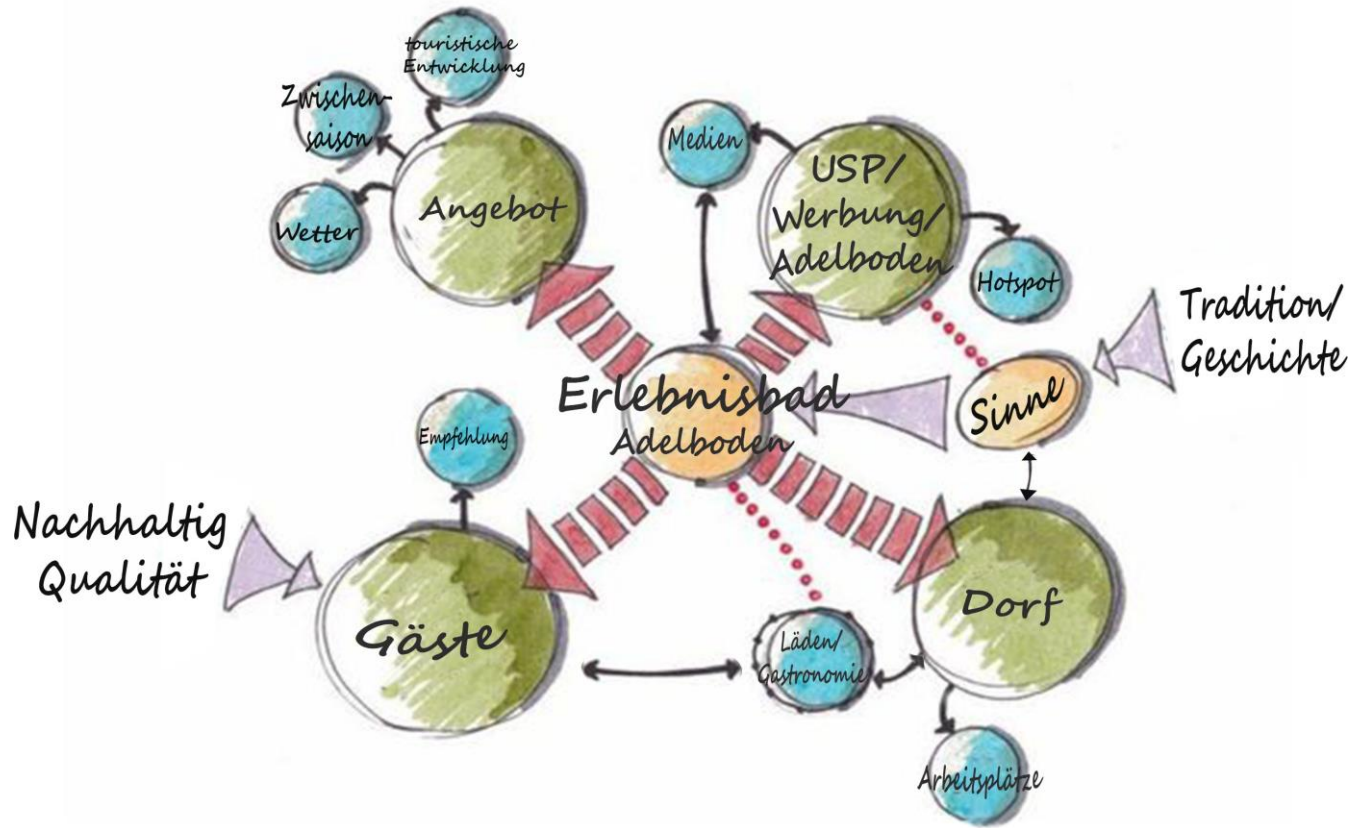 touristische
Entwicklung
Zwischen-
saison
Wetter
Angebot
Medien
USP/
Werbung/
Adelboden
Hotspot
Tradition/
Geschichte
Sinne
Erlebnisbad
Adelboden
Empfehlung
Nachhaltig
Qualität
Gäste
Läden/
Gastronomie
Dorf
Arbeitsplätze